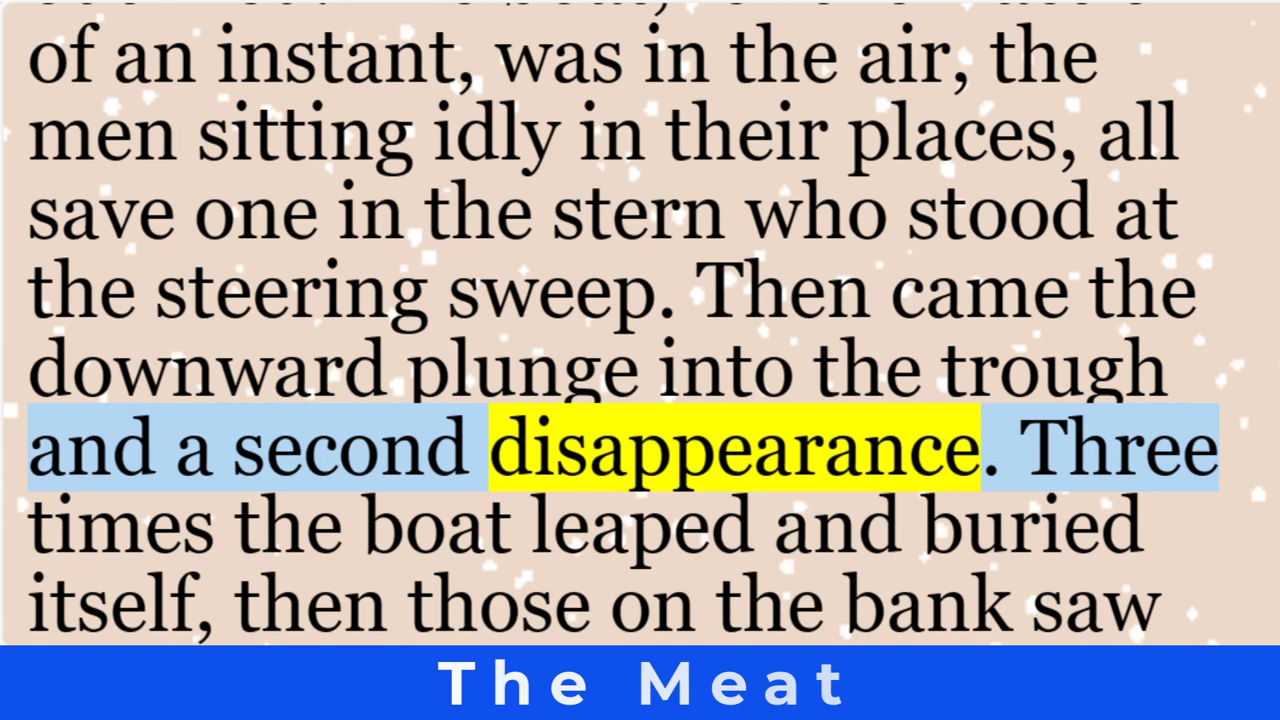 of an instant, was in the air, the
men sitting idly in their places, all
save one in the stern who stood at
the steering sweep. Then came the
downward plunge into the trough
and a second disappearance. Three
times the boat leaped and buried
itself, then those on the bank saw
The Meat